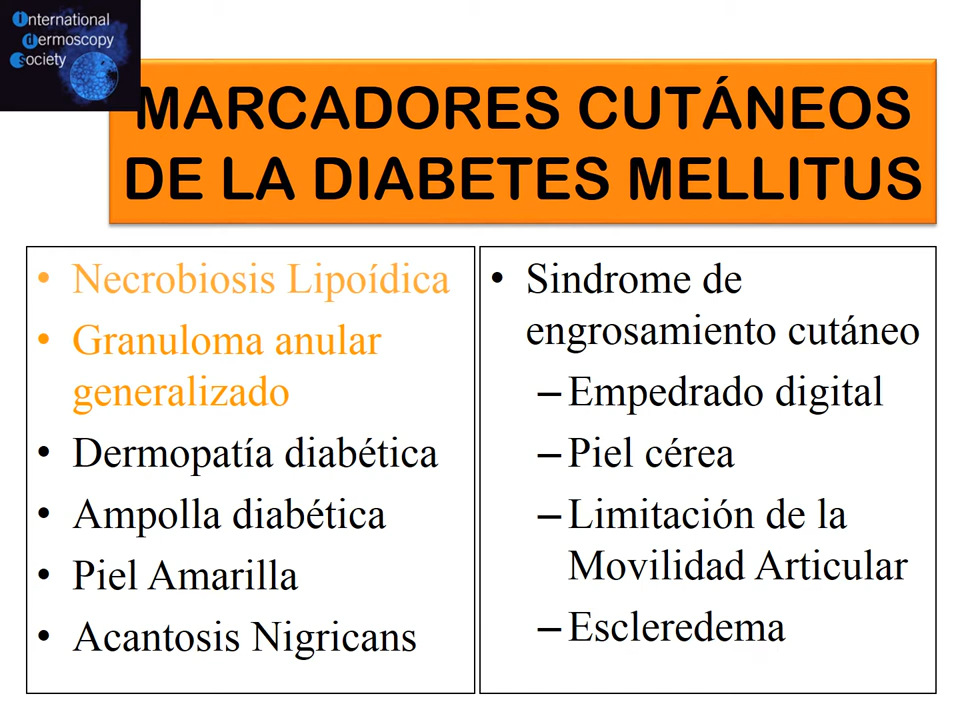 International
Dermoscopy
Society
MARCADORES CUTÁNEOS
DE LA DIABETES MELLITUS
• Necrobiosis Lipoídica
• Granuloma anular
generalizado
• Dermopatía diabética
• Ampolla diabética
• Piel Amarilla
• Acantosis Nigricans
• Sindrome de
engrosamiento cutáneo
– Empedrado digital
– Piel cérea
– Limitación de la
Movilidad Articular
– Escleredema